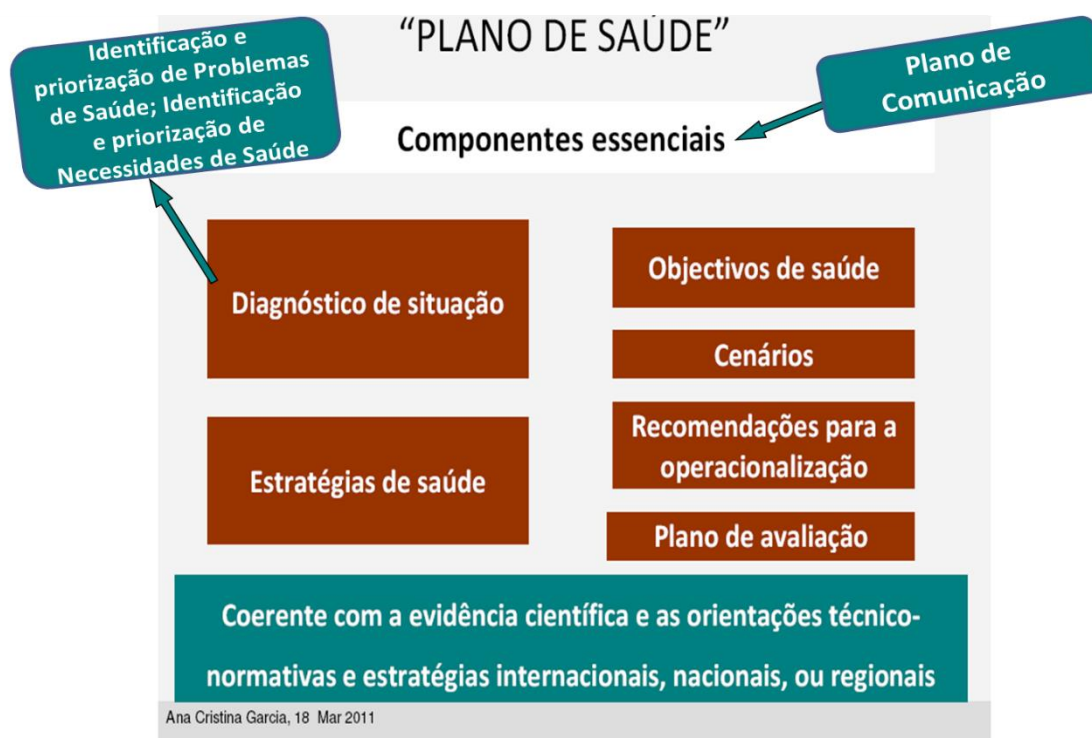 “PLANO DE SAÚDE”
Identificação e
priorização de Problemas
de Saúde; Identificação
e priorização de
Necessidades de Saúde
Plano de
Comunicação
Componentes essenciais
Diagnóstico de situação
Objectivos de saúde
Cenários
Estratégias de saúde
Recomendações para a
operacionalização
Plano de avaliação
Coerente com a evidência científica e as orientações técnico-
normativas e estratégias internacionais, nacionais, ou regionais
Ana Cristina Garcia, 18 Mar 2011